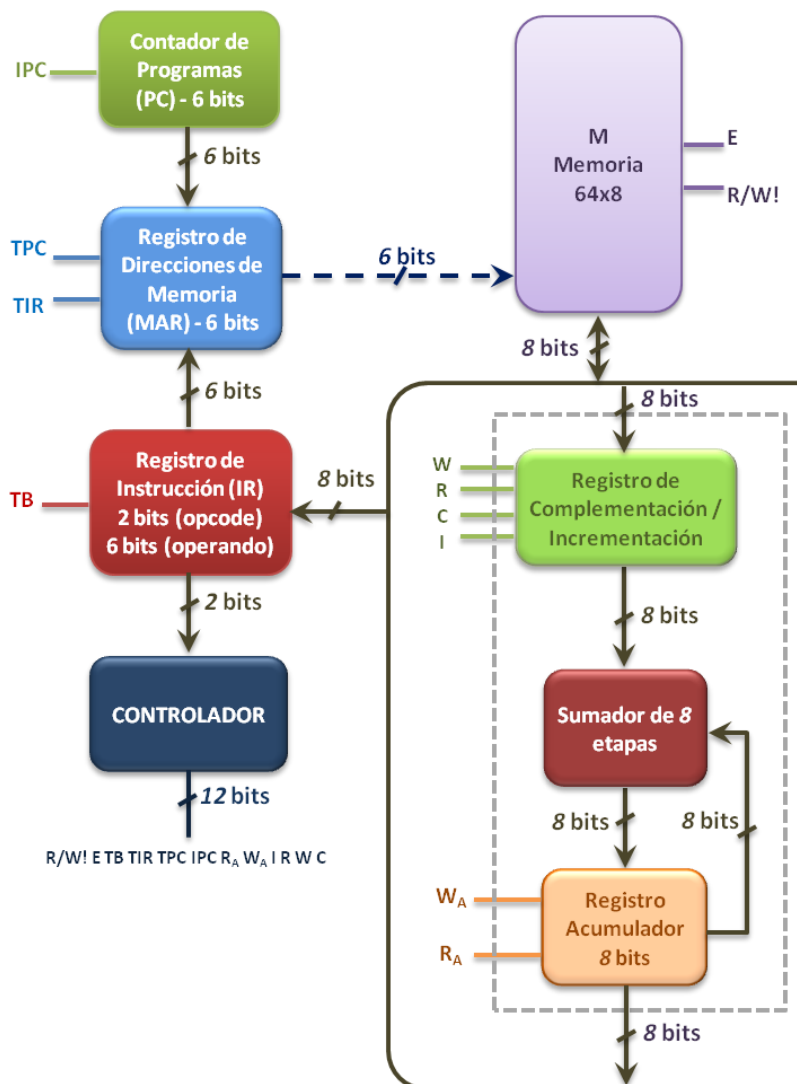 Contador de
Programas
(PC) - 6 bits
IPC
6 bits
M
Memoria
64x8
E
R/W!
Registro de
Direcciones de
Memoria
(MAR) - 6 bits
TPC
TIR
6 bits
8 bits
6 bits
8 bits
Registro de
Instrucción (IR)
2 bits (opcode)
6 bits (operando)
TB
8 bits
W
R
C
I
Registro de
Complementación /
Incrementación
2 bits
8 bits
CONTROLADOR
Sumador de 8
etapas
12 bits
8 bits
8 bits
R/W! E TB TIR TPC IPC RA WA I R W C
WA
RA
Registro
Acumulador
8 bits
8 bits